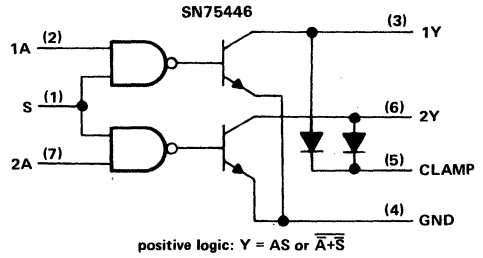 SN75446
(3) 1Y
1A (2)
S (1)
(6) 2Y
2A (7)
(5) CLAMP
(4) GND
positive logic: Y = AS or A̅+S̅